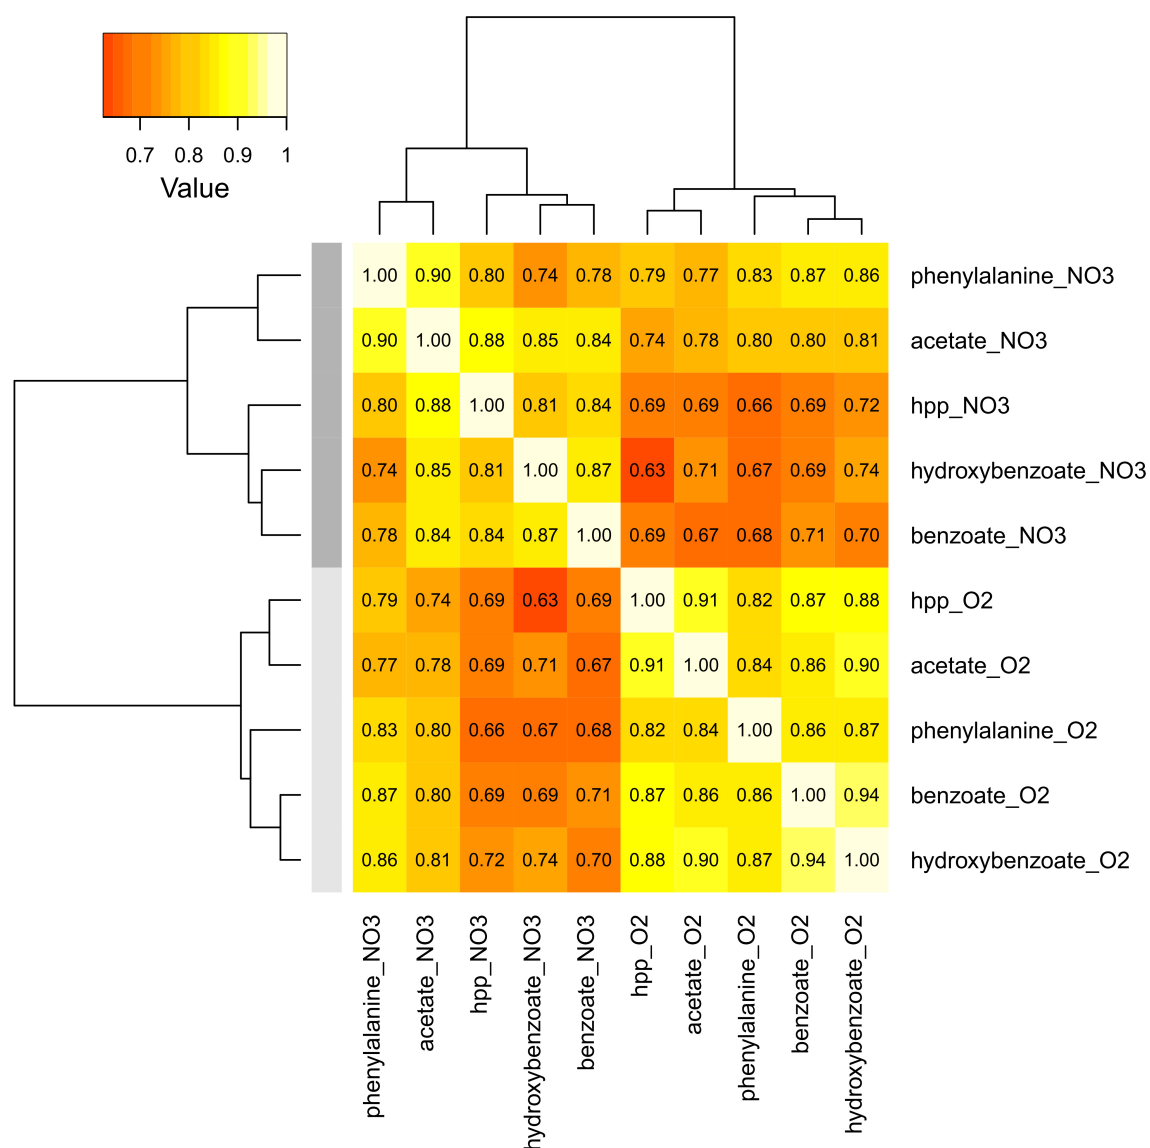 0.7 0.8 0.9 1
Value
1.00 0.90 0.80 0.74 0.78 0.79 0.77 0.83 0.87 0.86 phenylalanine_NO3
0.90 1.00 0.88 0.85 0.84 0.74 0.78 0.80 0.80 0.81 acetate_NO3
0.80 0.88 1.00 0.81 0.84 0.69 0.69 0.66 0.69 0.72 hpp_NO3
0.74 0.85 0.81 1.00 0.87 0.63 0.71 0.67 0.69 0.74 hydroxybenzoate_NO3
0.78 0.84 0.84 0.87 1.00 0.69 0.67 0.68 0.71 0.70 benzoate_NO3
0.79 0.74 0.69 0.63 0.69 1.00 0.91 0.82 0.87 0.88 hpp_O2
0.77 0.78 0.69 0.71 0.67 0.91 1.00 0.84 0.86 0.90 acetate_O2
0.83 0.80 0.66 0.67 0.68 0.82 0.84 1.00 0.86 0.87 phenylalanine_O2
0.87 0.80 0.69 0.69 0.71 0.87 0.86 0.86 1.00 0.94 benzoate_O2
0.86 0.81 0.72 0.74 0.70 0.88 0.90 0.87 0.94 1.00 hydroxybenzoate_O2
phenylalanine_NO3
acetate_NO3
hpp_NO3
hydroxybenzoate_NO3
benzoate_NO3
hpp_O2
acetate_O2
phenylalanine_O2
benzoate_O2
hydroxybenzoate_O2